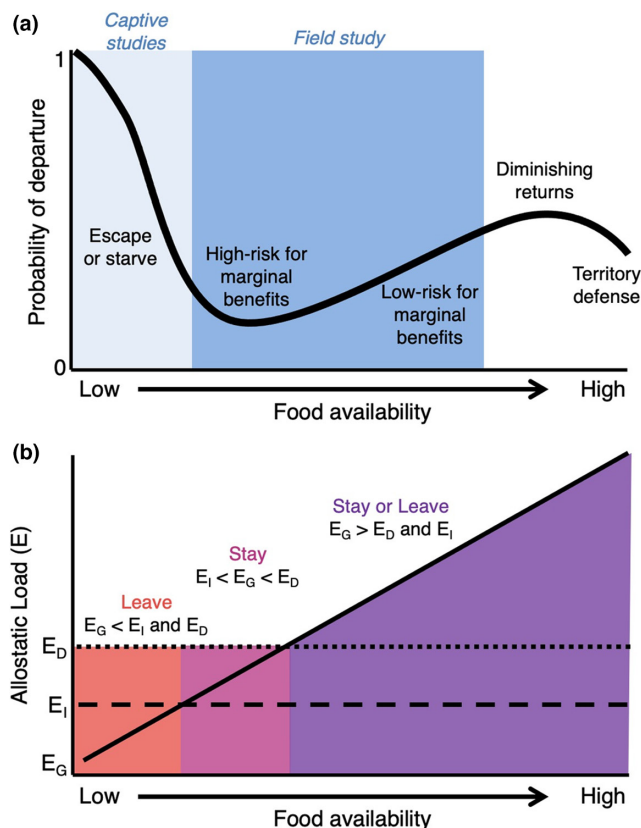 (a)
Captive
studies
Field study
Probability of departure
1
0
Escape
or starve
High-risk for
marginal
benefits
Low-risk for
marginal
benefits
Diminishing
returns
Territory
defense
Low
High
Food availability
(b)
Allostatic Load (E)
Stay or Leave
E_G > E_D and E_I
Stay
E_I < E_G < E_D
Leave
E_G < E_I and E_D
E_D
E_I
E_G
Low
High
Food availability